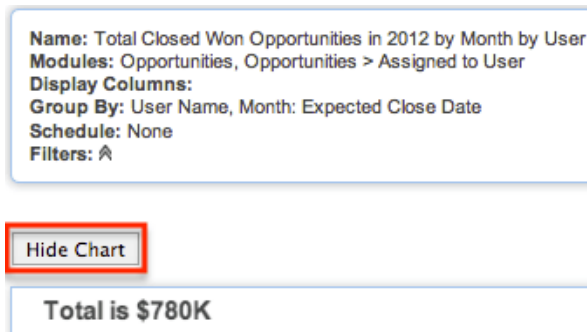 Name: Total Closed Won Opportunities in 2012 by Month by User
Modules: Opportunities, Opportunities > Assigned to User
Display Columns:
Group By: User Name, Month: Expected Close Date
Schedule: None
Filters:
Hide Chart
Total is $780K